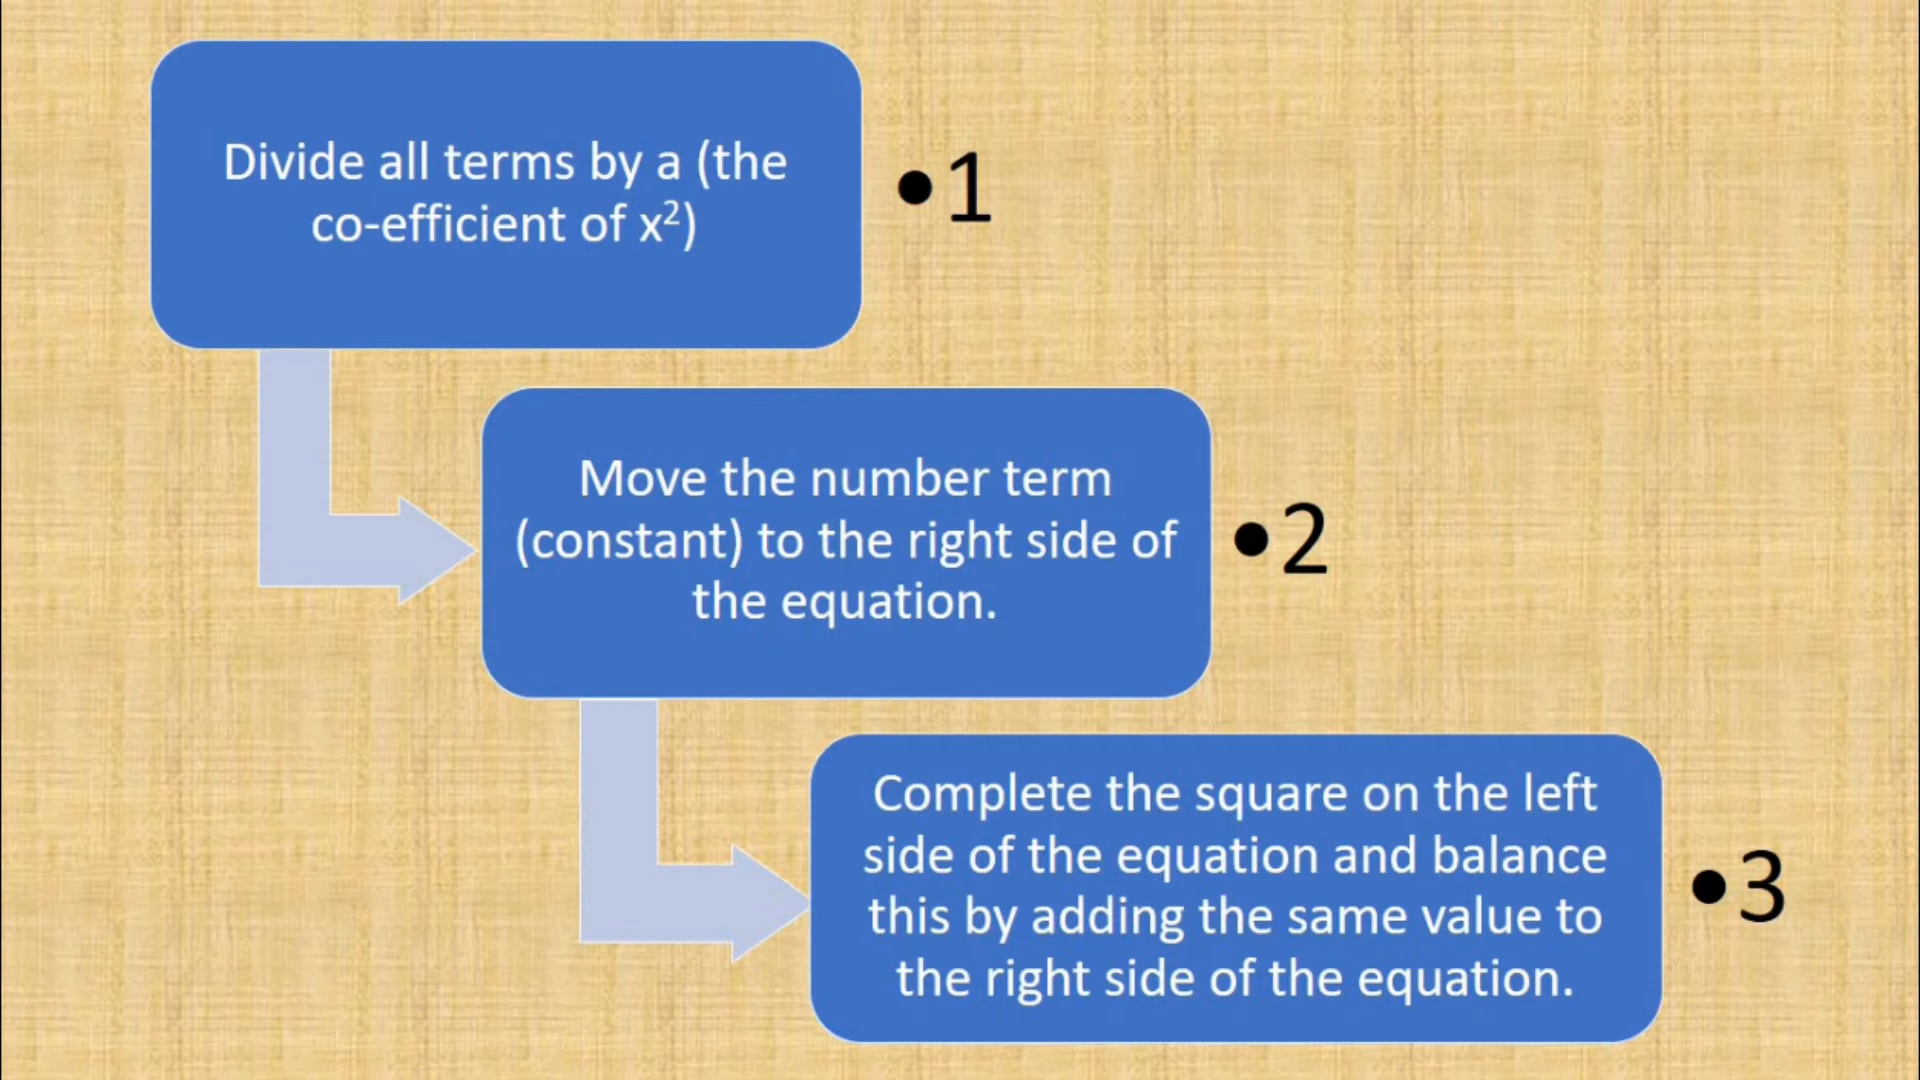 Divide all terms by a (the
co-efficient of x²)
•1
Move the number term
(constant) to the right side of
the equation.
•2
Complete the square on the left
side of the equation and balance
this by adding the same value to
the right side of the equation.
•3